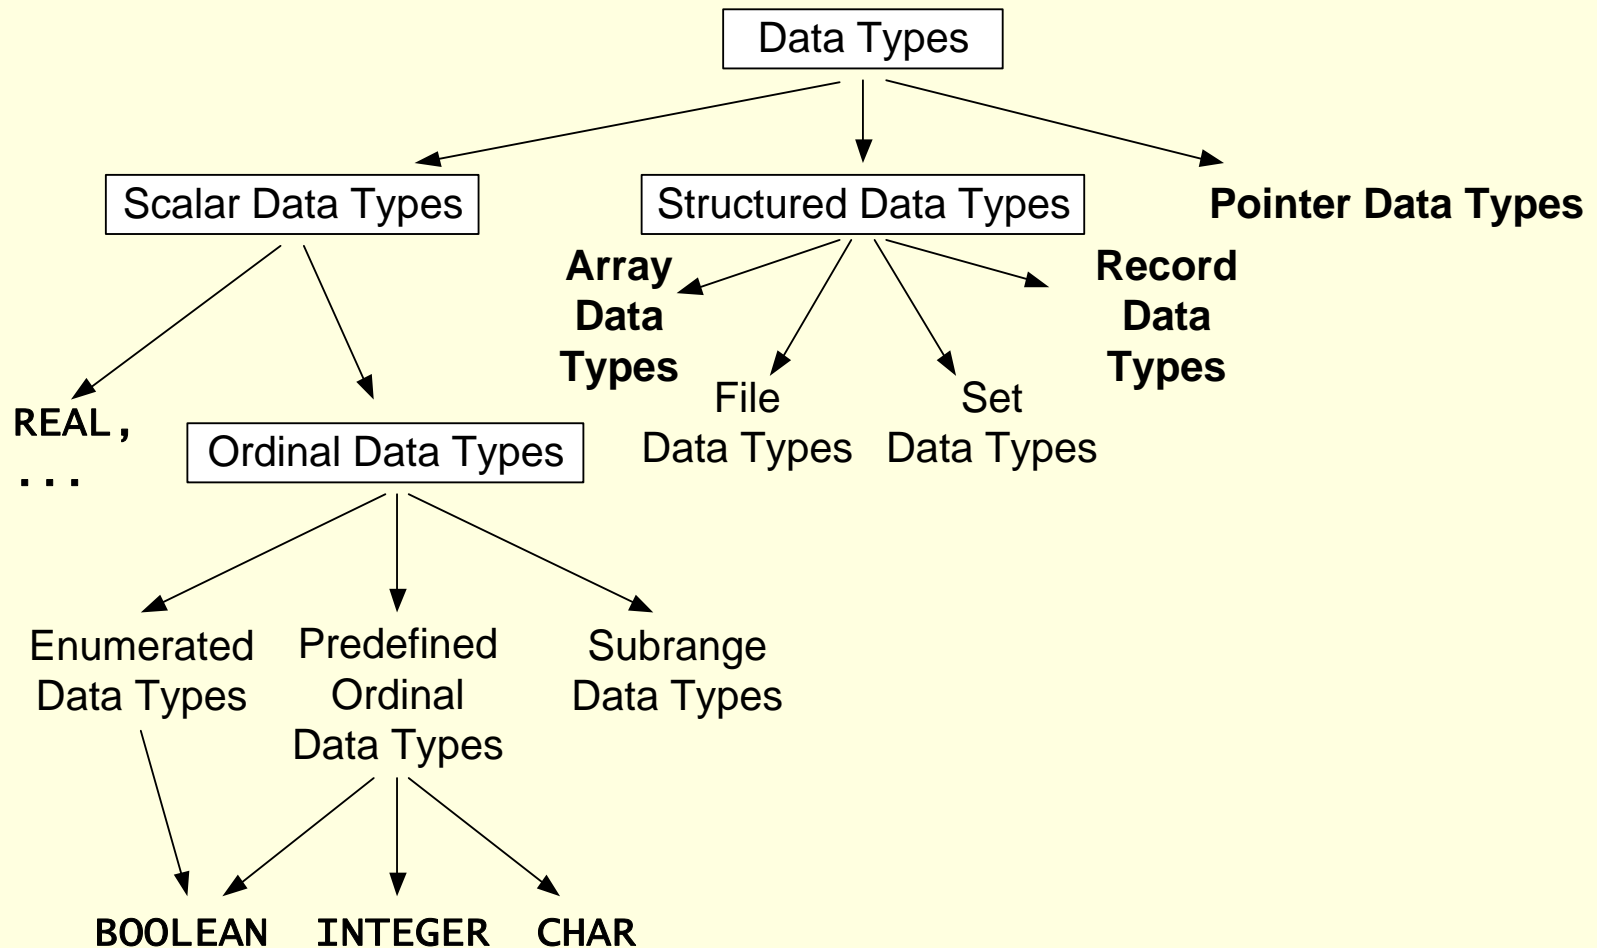 Data Types
Scalar Data Types
Structured Data Types
Pointer Data Types
Array
Data
Types
Record
Data
Types
File
Data Types
Set
Data Types
REAL,
...
Ordinal Data Types
Enumerated
Data Types
Predefined
Ordinal
Data Types
Subrange
Data Types
BOOLEAN
INTEGER
CHAR